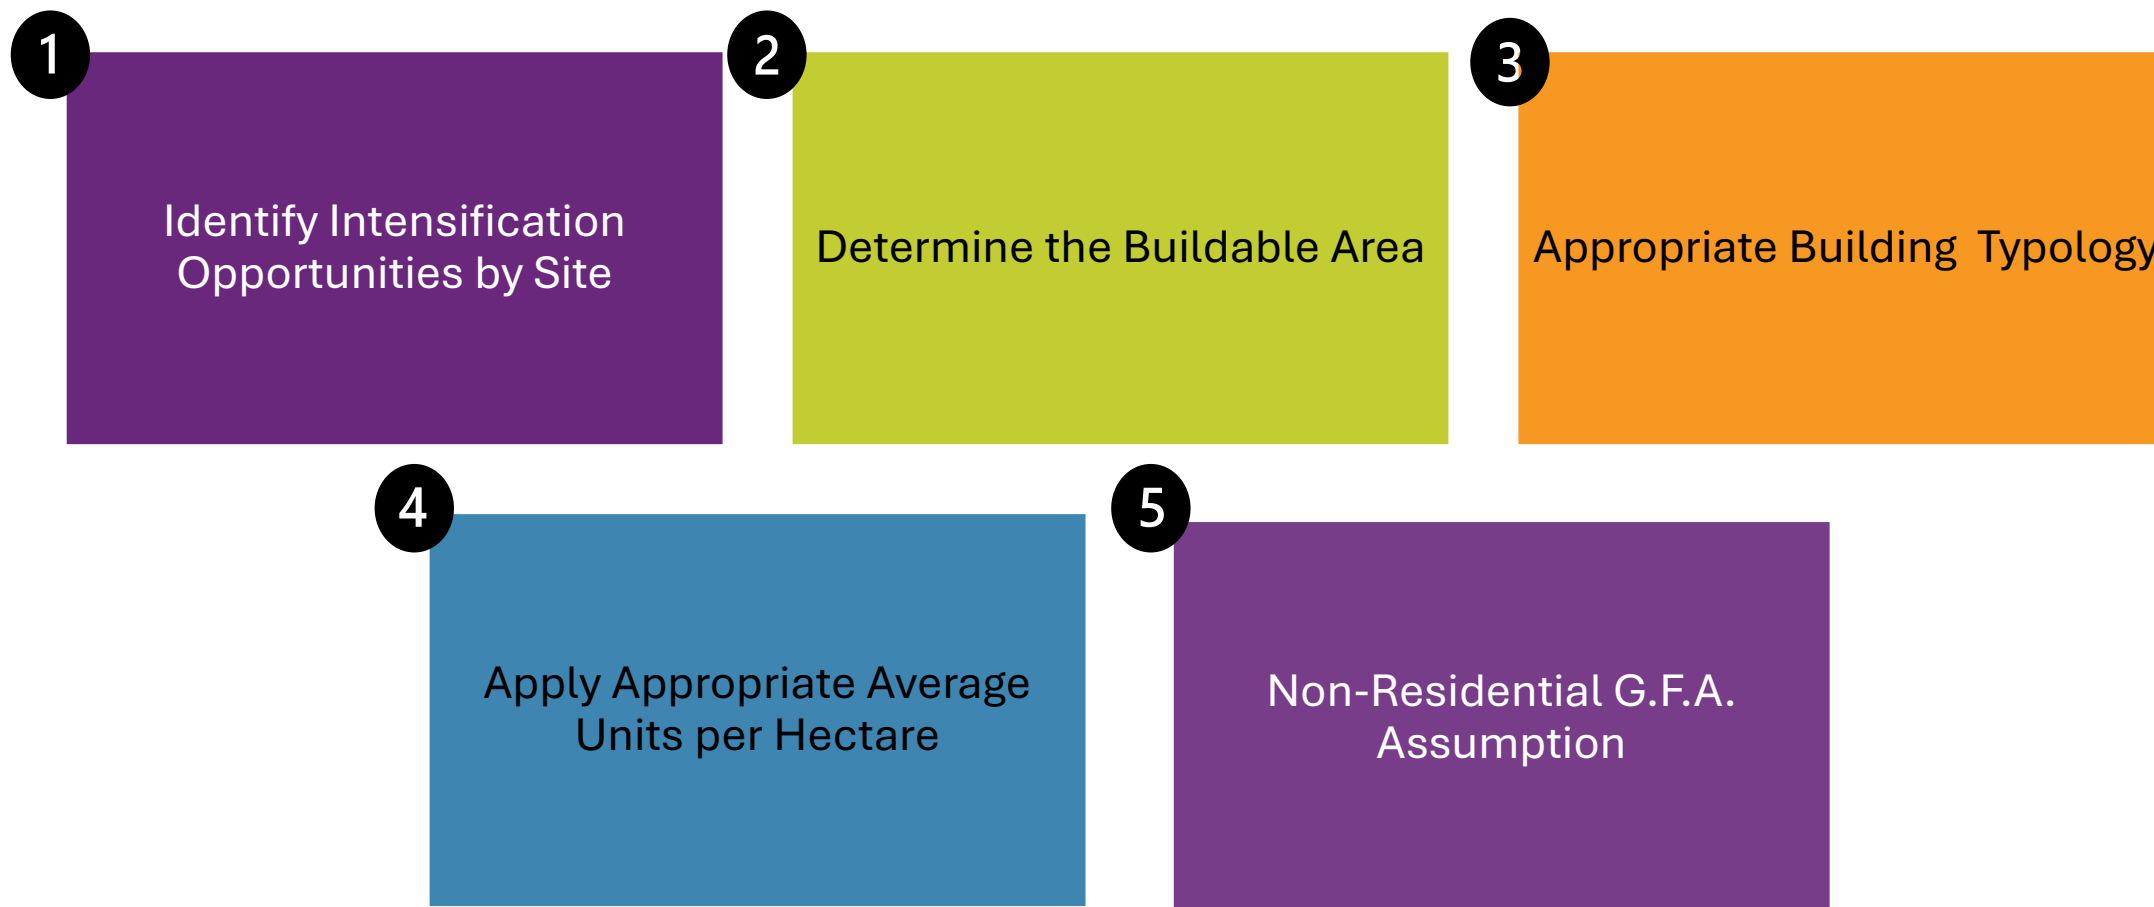 1
Identify Intensification
Opportunities by Site
2
Determine the Buildable Area
3
Appropriate Building  Typology
4
Apply Appropriate Average
Units per Hectare
5
Non-Residential G.F.A.
Assumption